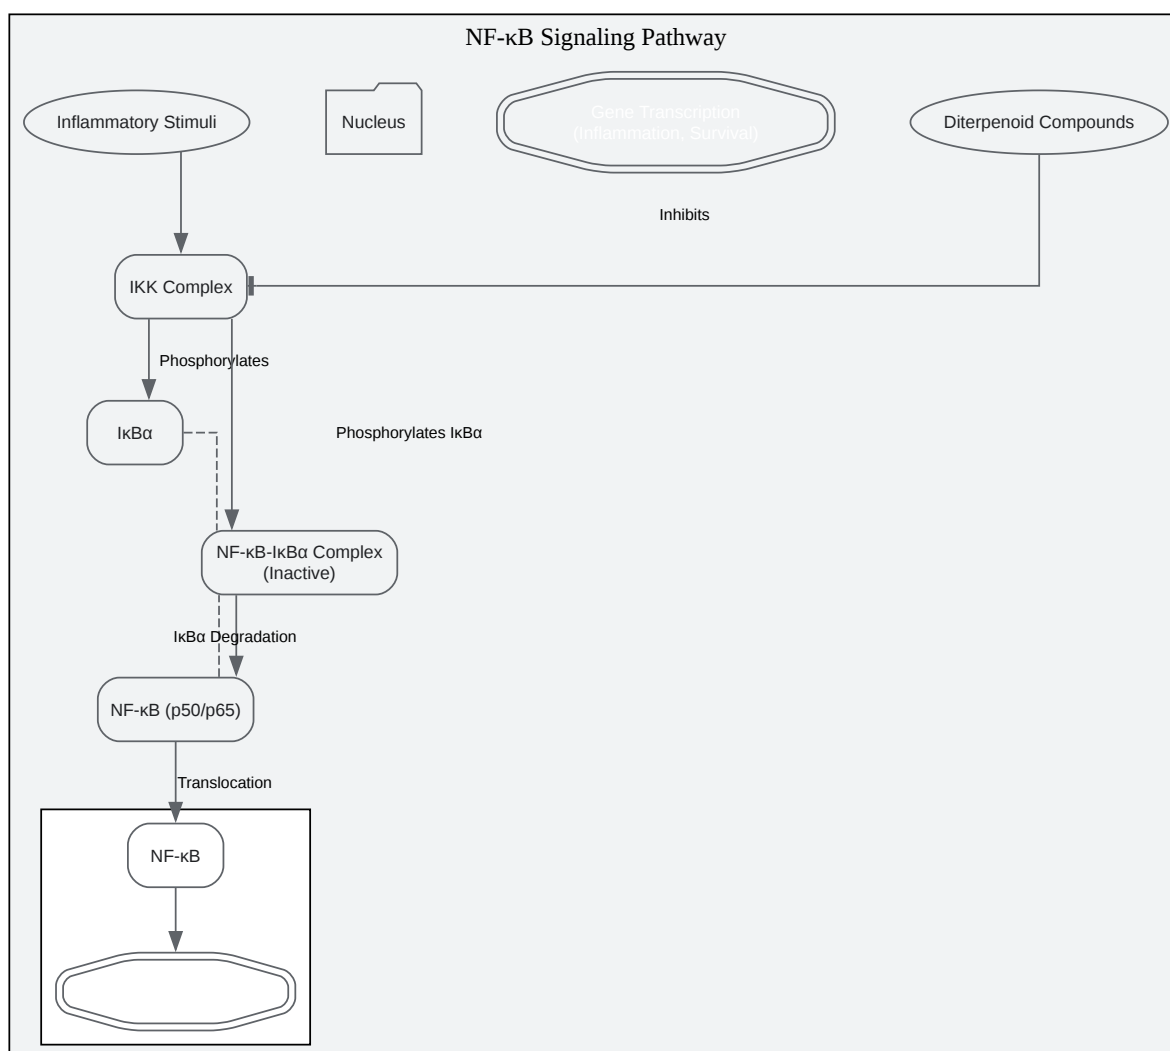 NF-κB Signaling Pathway
Inflammatory Stimuli
Nucleus
Gene Transcription
(Inflammation, Survival)
Diterpenoid Compounds
Inhibits
IKK Complex
Phosphorylates
IκBα
Phosphorylates IκBα
NF-κB-IκBα Complex
(Inactive)
IκBα Degradation
NF-κB (p50/p65)
Translocation
NF-κB